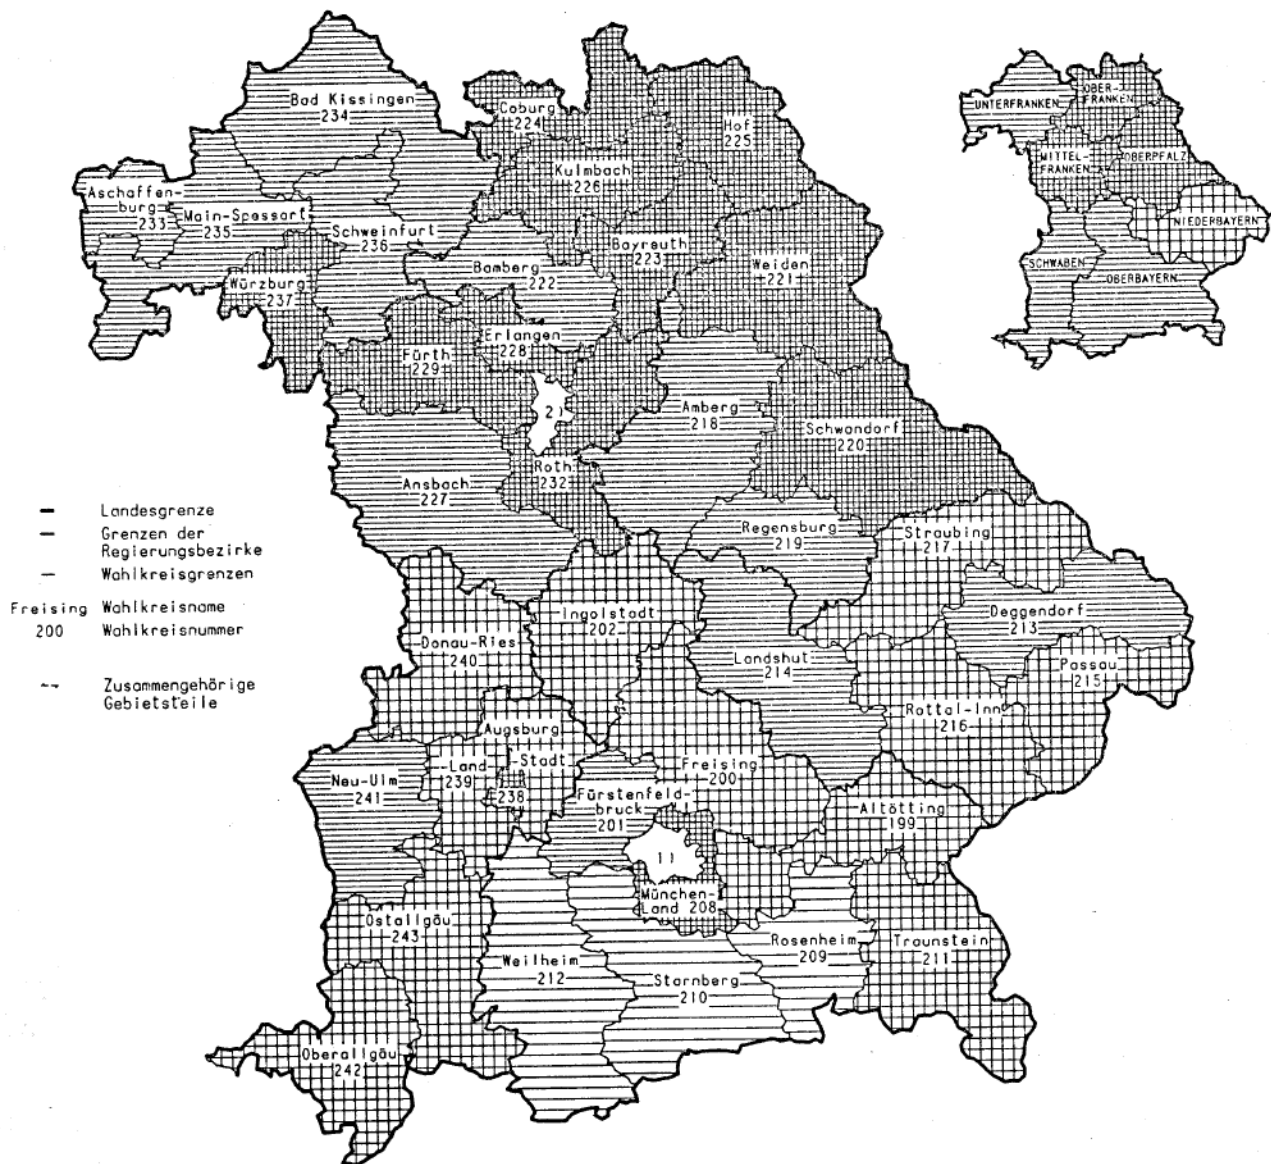 Bad Kissingen
234
Coburg
224
Hof
225
Kulmbach
226
Aschaffen-
burg
233
Main-Spessart
235
Schweinfurt
236
Bayreuth
223
Weiden
221
Bamberg
222
Würzburg
237
Erlangen
228
Fürth
229
2)
Amberg
218
Schwandorf
220
Roth
232
Ansbach
227
Regensburg
219
Straubing
217
Ingolstadt
202
Deggendorf
213
Donau-Ries
240
Landshut
214
Passau
215
Rottal-Inn
216
Augsburg
-Stadt
238
-Land
239
Freising
200
Neu-Ulm
241
Fürstenfeld-
bruck
201
Altötting
199
1)
München-
Land 208
Ostallgäu
243
Weilheim
212
Rosenheim
209
Traunstein
211
Starnberg
210
Oberallgäu
242
UNTERFRANKEN
OBER-
FRANKEN
MITTEL-
FRANKEN
OBERPFALZ
NIEDERBAYERN
SCHWABEN
OBERBAYERN
Landesgrenze
Grenzen der
Regierungsbezirke
Wahlkreisgrenzen
Freising Wahlkreisname
200 Wahlkreisnummer
Zusammengehörige
Gebietsteile